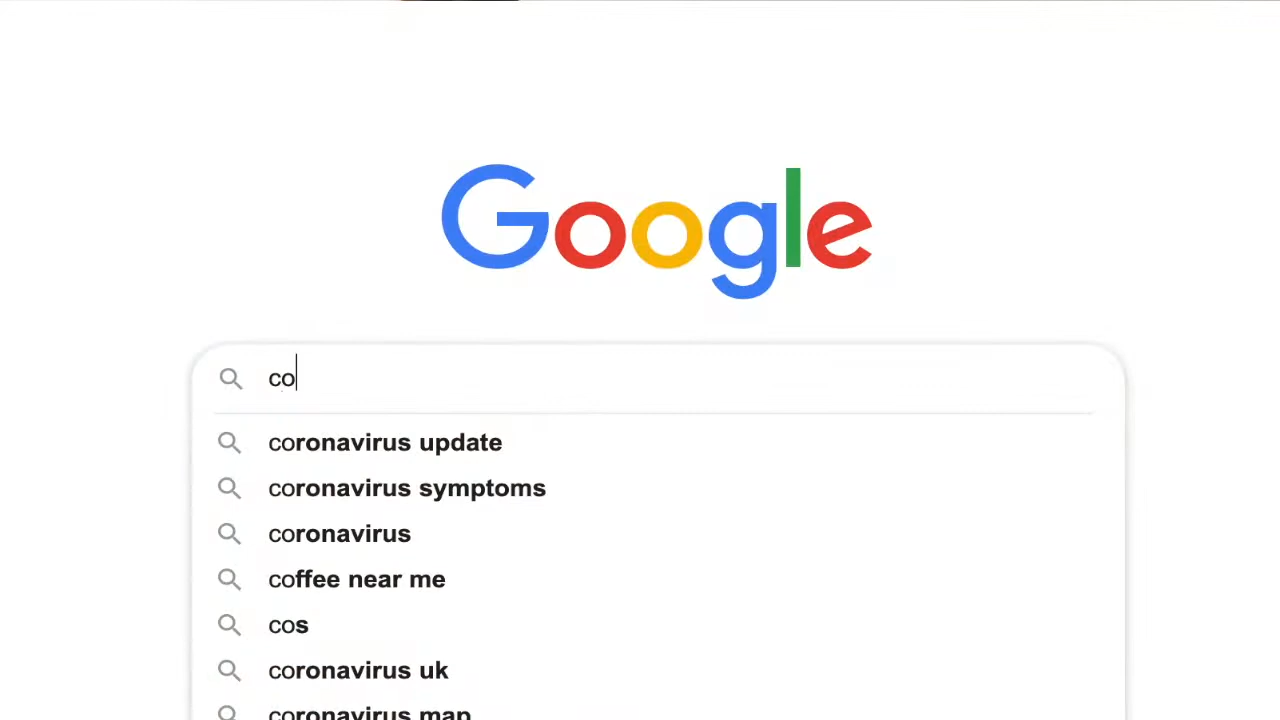 Google
co
coronavirus update
coronavirus symptoms
coronavirus
coffee near me
cos
coronavirus uk
coronavirus map